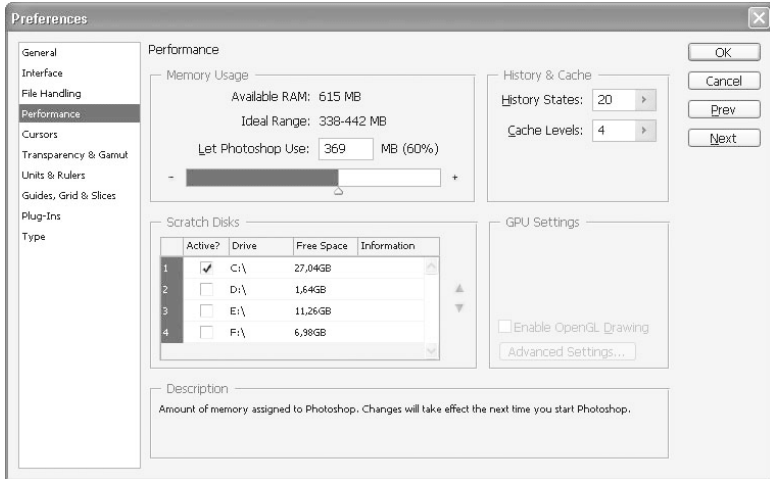 Preferences
General
Interface
File Handling
Performance
Cursors
Transparency & Gamut
Units & Rulers
Guides, Grid & Slices
Plug-Ins
Type
Performance
Memory Usage
Available RAM: 615 MB
Ideal Range: 338-442 MB
Let Photoshop Use: 369 MB (60%)
- +
History & Cache
History States: 20
Cache Levels: 4
Scratch Disks
Active? Drive Free Space Information
1 C:\ 27,04GB
2 D:\ 1,64GB
3 E:\ 11,26GB
4 F:\ 6,98GB
GPU Settings
Enable OpenGL Drawing
Advanced Settings...
Description
Amount of memory assigned to Photoshop. Changes will take effect the next time you start Photoshop.
OK
Cancel
Prev
Next